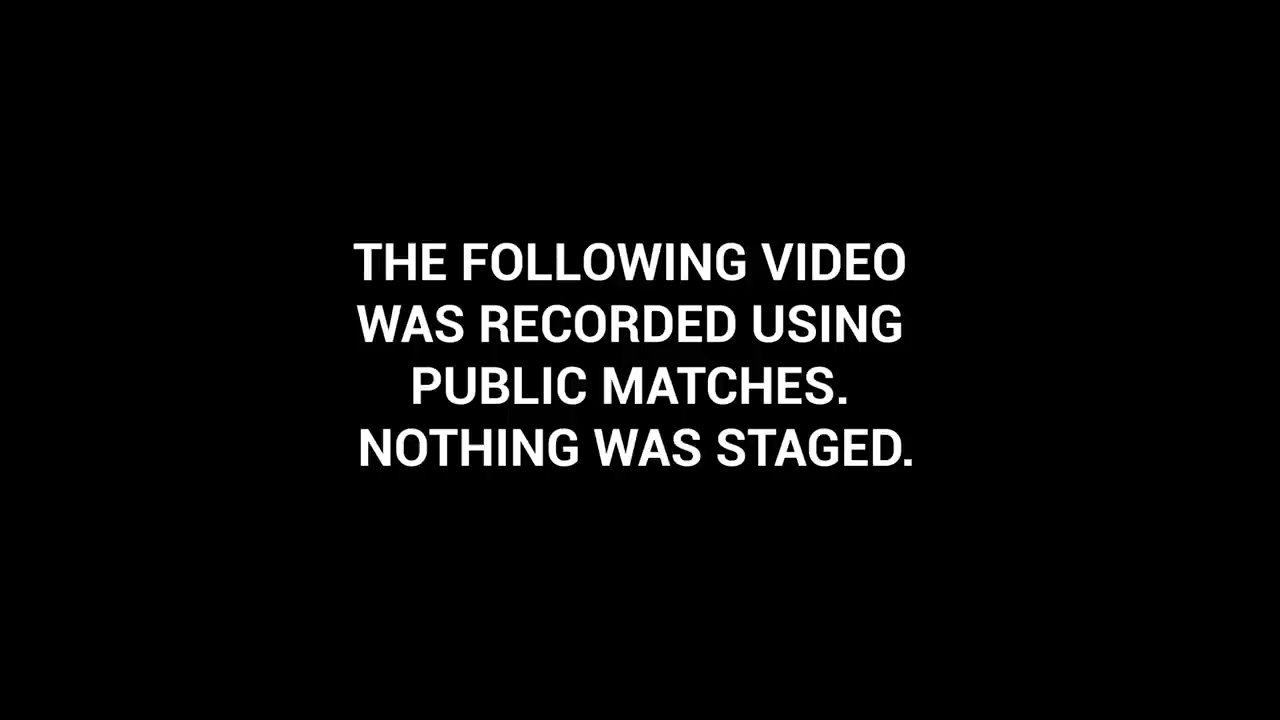 THE FOLLOWING VIDEO
WAS RECORDED USING
PUBLIC MATCHES.
NOTHING WAS STAGED.